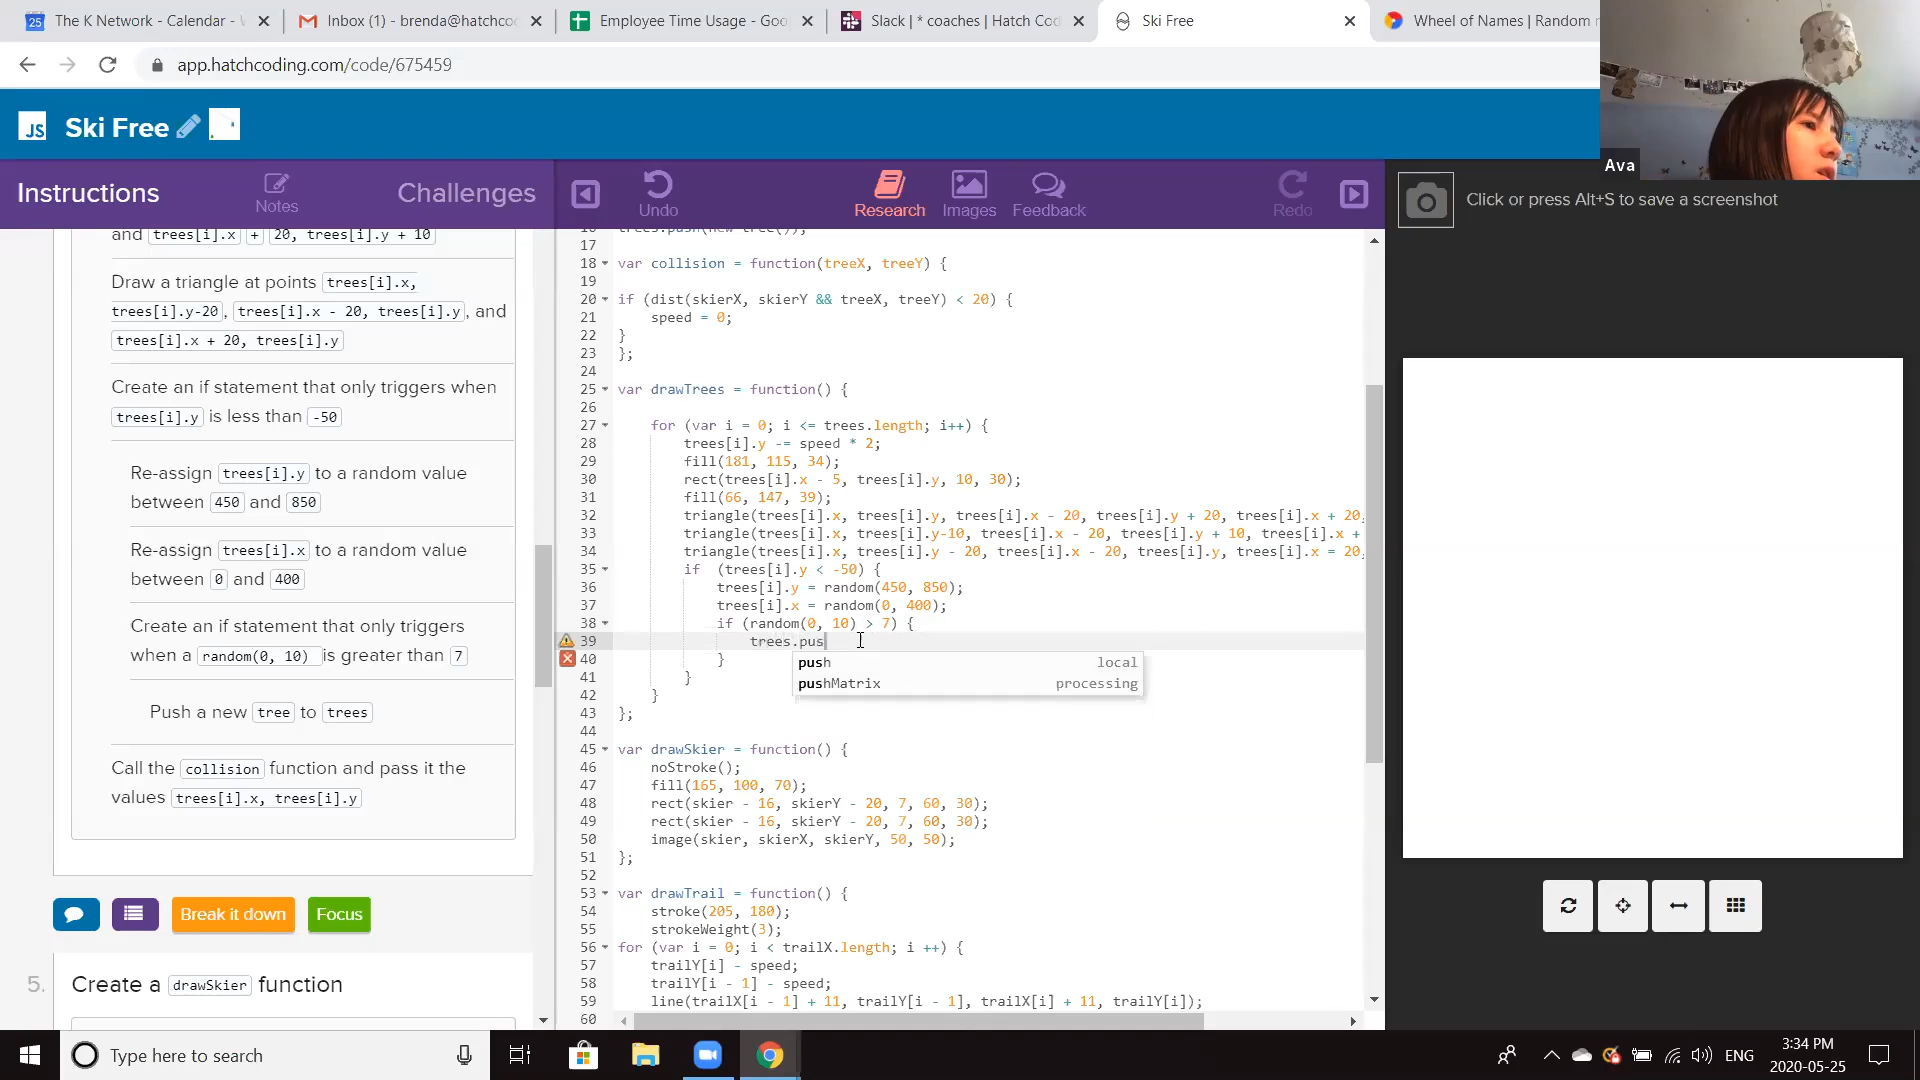 The K Network - Calendar - W
Inbox (1) - brenda@hatchco
Employee Time Usage - Goo
Slack | * coaches | Hatch Cod
Ski Free
Wheel of Names | Random
app.hatchcoding.com/code/675459
Ava
JS Ski Free
Instructions
Notes
Challenges
Undo
Research
Images
Feedback
Redo
Click or press Alt+S to save a screenshot
and trees[i].x + 20, trees[i].y + 10
Draw a triangle at points trees[i].x,
trees[i].y-20, trees[i].x - 20, trees[i].y, and
trees[i].x + 20, trees[i].y
Create an if statement that only triggers when
trees[i].y is less than -50
Re-assign trees[i].y to a random value
between 450 and 850
Re-assign trees[i].x to a random value
between 0 and 400
Create an if statement that only triggers
when a random(0, 10) is greater than 7
Push a new tree to trees
Call the collision function and pass it the
values trees[i].x, trees[i].y
Break it down
Focus
5. Create a drawSkier function
16 trees.push(new tree());
17
18 var collision = function(treeX, treeY) {
19
20 if (dist(skierX, skierY && treeX, treeY) < 20) {
21 speed = 0;
22 }
23 };
24
25 var drawTrees = function() {
26
27 for (var i = 0; i <= trees.length; i++) {
28 trees[i].y -= speed * 2;
29 fill(181, 115, 34);
30 rect(trees[i].x - 5, trees[i].y, 10, 30);
31 fill(66, 147, 39);
32 triangle(trees[i].x, trees[i].y, trees[i].x - 20, trees[i].y + 20, trees[i].x + 20,
33 triangle(trees[i].x, trees[i].y-10, trees[i].x - 20, trees[i].y + 10, trees[i].x +
34 triangle(trees[i].x, trees[i].y - 20, trees[i].x - 20, trees[i].y, trees[i].x = 20,
35 if (trees[i].y < -50) {
36 trees[i].y = random(450, 850);
37 trees[i].x = random(0, 400);
38 if (random(0, 10) > 7) {
39 trees.pus
40 }
push local
pushMatrix processing
41 }
42 }
43 };
44
45 var drawSkier = function() {
46 noStroke();
47 fill(165, 100, 70);
48 rect(skier - 16, skierY - 20, 7, 60, 30);
49 rect(skier - 16, skierY - 20, 7, 60, 30);
50 image(skier, skierX, skierY, 50, 50);
51 };
52
53 var drawTrail = function() {
54 stroke(205, 180);
55 strokeWeight(3);
56 for (var i = 0; i < trailX.length; i ++) {
57 trailY[i] - speed;
58 trailY[i - 1] - speed;
59 line(trailX[i - 1] + 11, trailY[i - 1], trailX[i] + 11, trailY[i]);
60
Type here to search
ENG
3:34 PM
2020-05-25